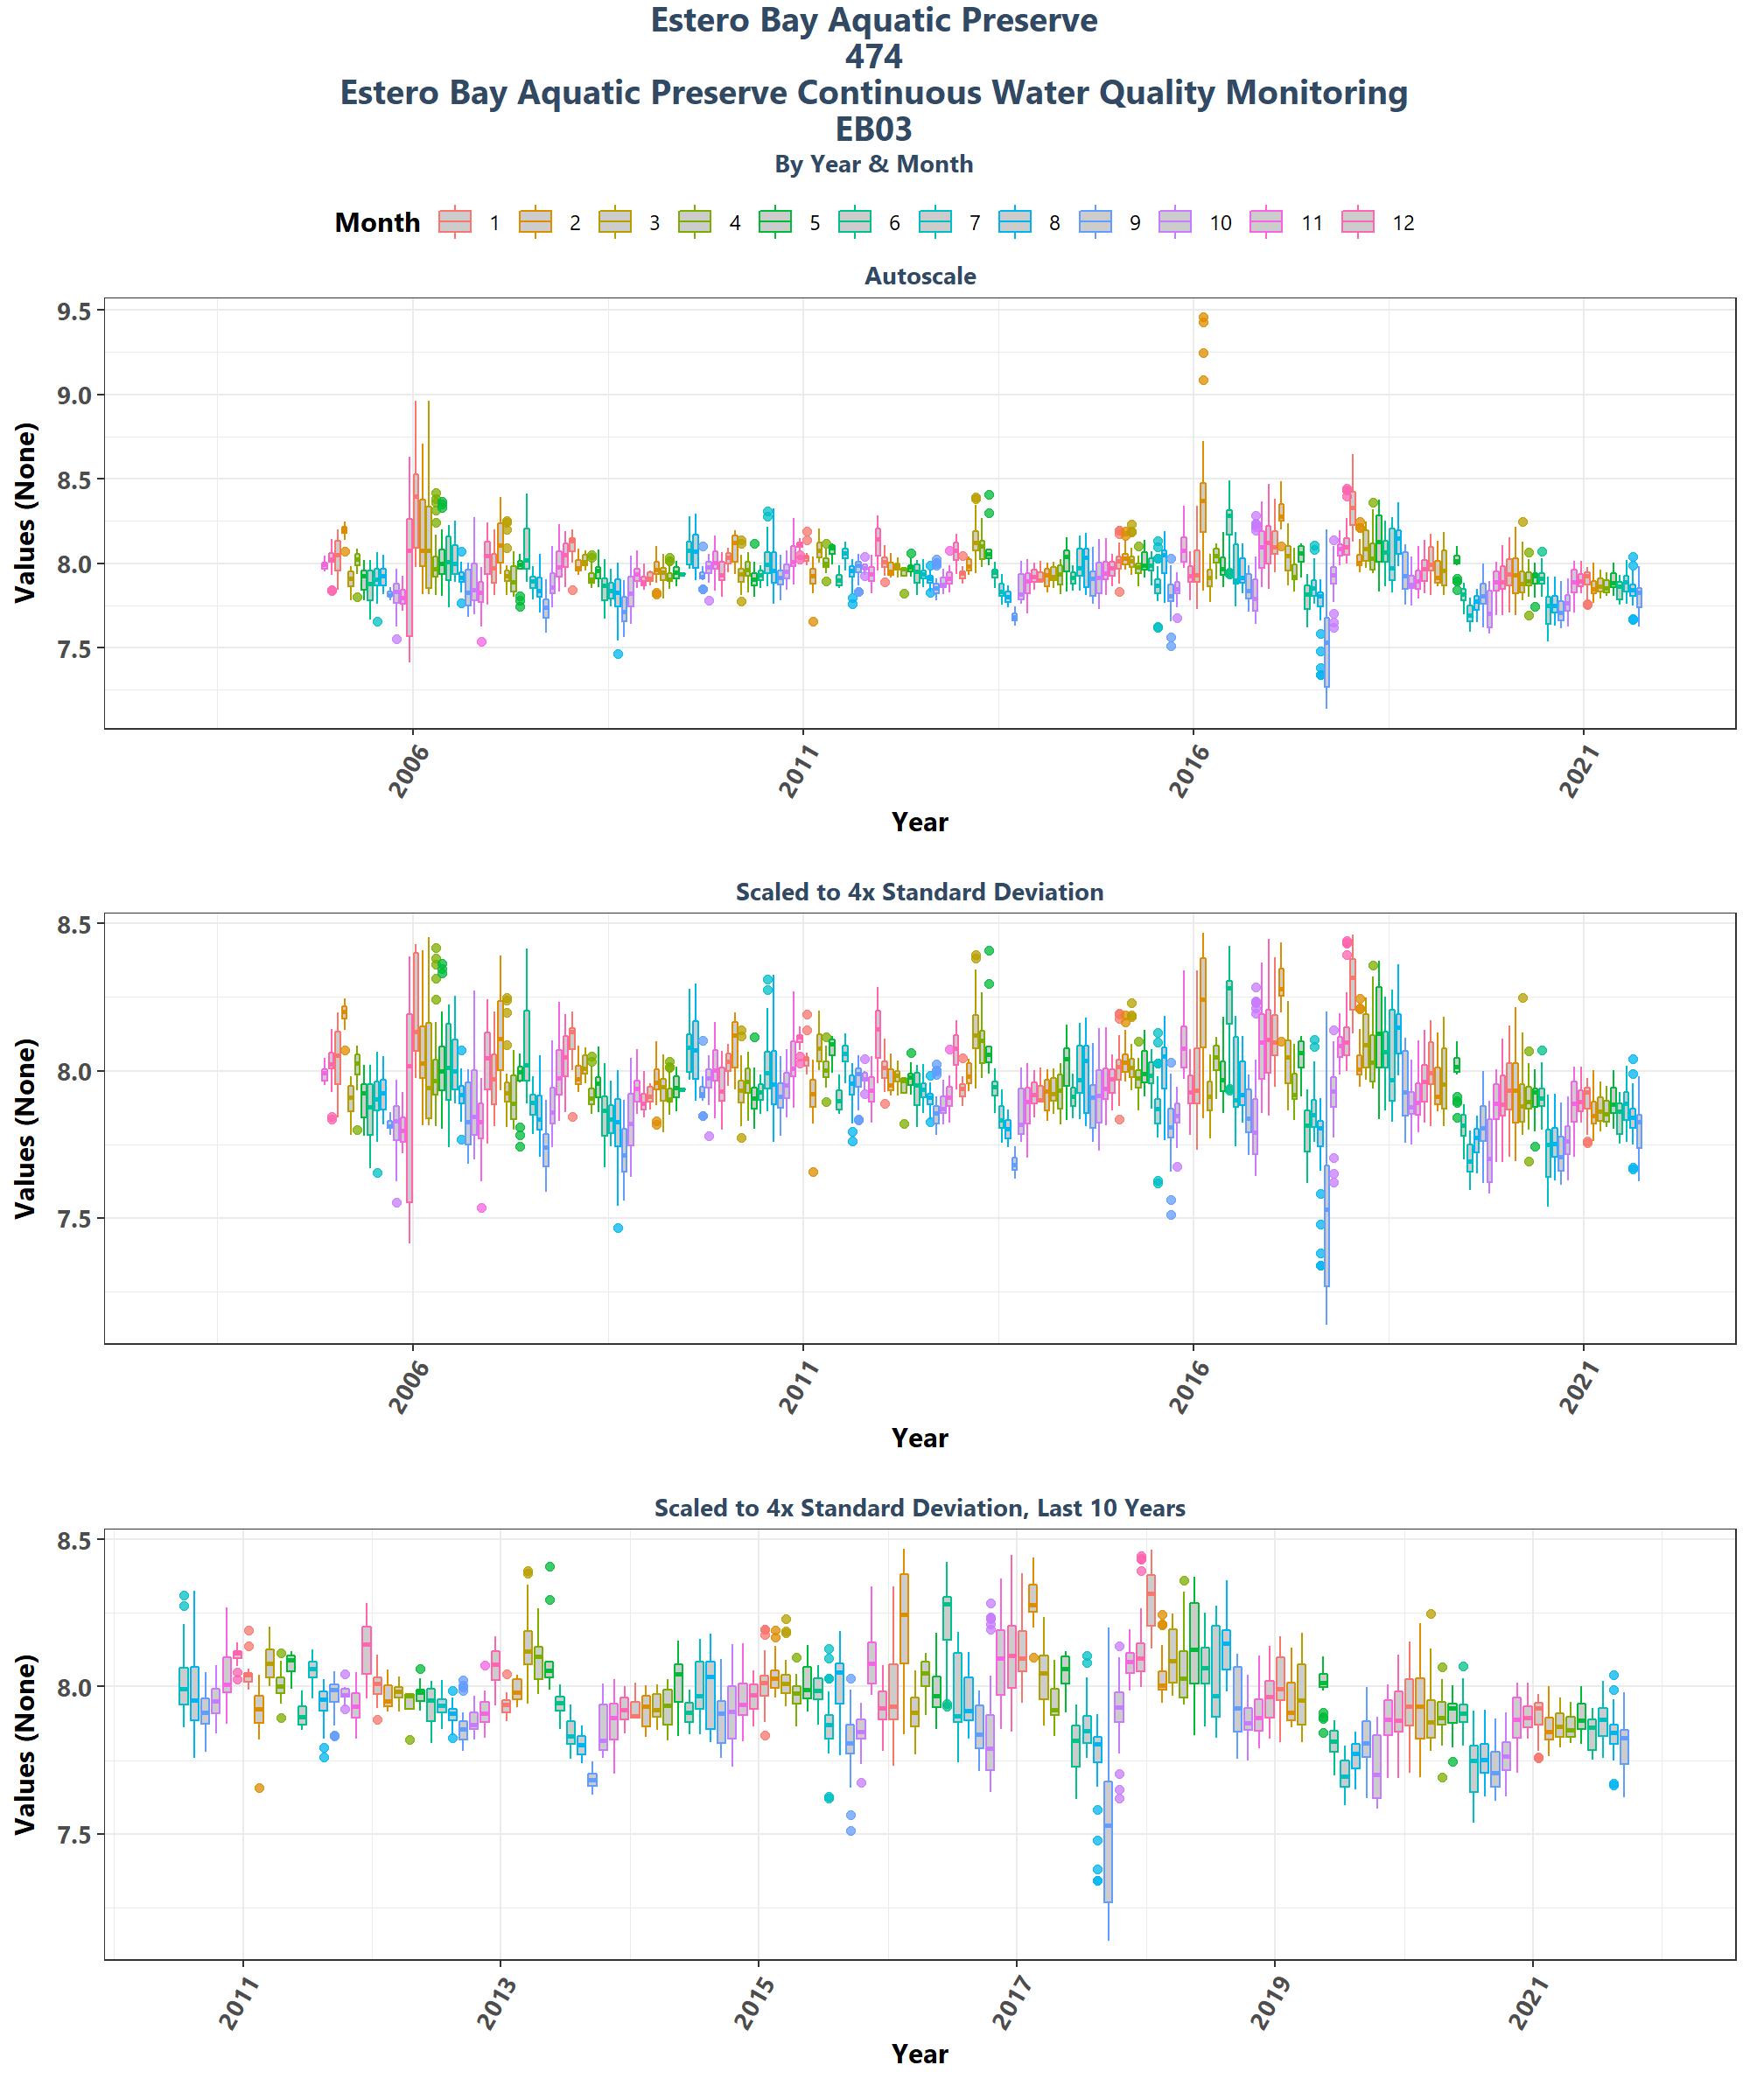 Estero Bay Aquatic Preserve
474
Estero Bay Aquatic Preserve Continuous Water Quality Monitoring
EB03
By Year & Month
Month 1 2 3 4 5 6 7 8 9 10 11 12
Autoscale
9.5
9.0
8.5
8.0
7.5
Values (None)
2006 2011 2016 2021
Year
Scaled to 4x Standard Deviation
8.5
8.0
7.5
Values (None)
2006 2011 2016 2021
Year
Scaled to 4x Standard Deviation, Last 10 Years
8.5
8.0
7.5
Values (None)
2011 2013 2015 2017 2019 2021
Year